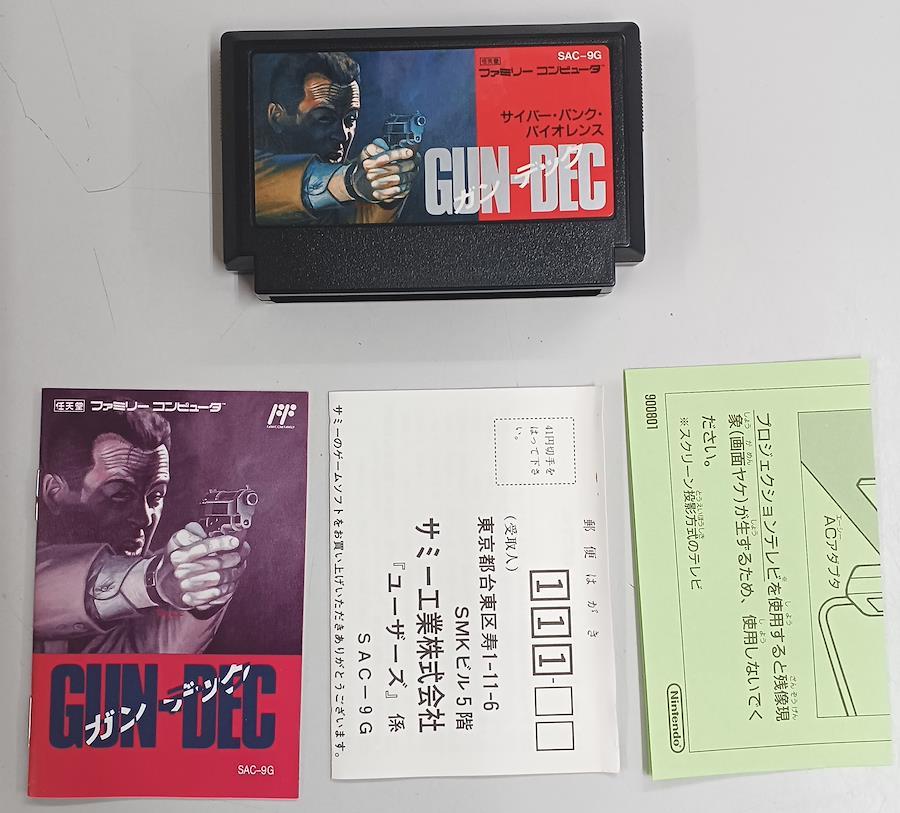 SAC-9G
任天堂
ファミリー コンピュータ
サイバー・パンク・
バイオレンス
GUN-DEC
ガン デック
任天堂 ファミリー コンピュータ
FAMICOM FAMILY
GUN-DEC
ガン デック
SAC-9G
41円切手を
はって下さ
い。
郵便はがき
111-
(受取人)
東京都台東区寿1-11-6
SMKビル5階
サミー工業株式会社
『ユーザーズ』係
SAC-9G
サミーのゲームソフトをお買い上げいただきありがとうございます。
900801
ACアダプタ
エーシー
プロジェクションテレビ※を使用すると残像現
象(画面ヤケ)が生ずるため、使用しないでく
ださい。
※スクリーン投影方式のテレビ
Nintendo